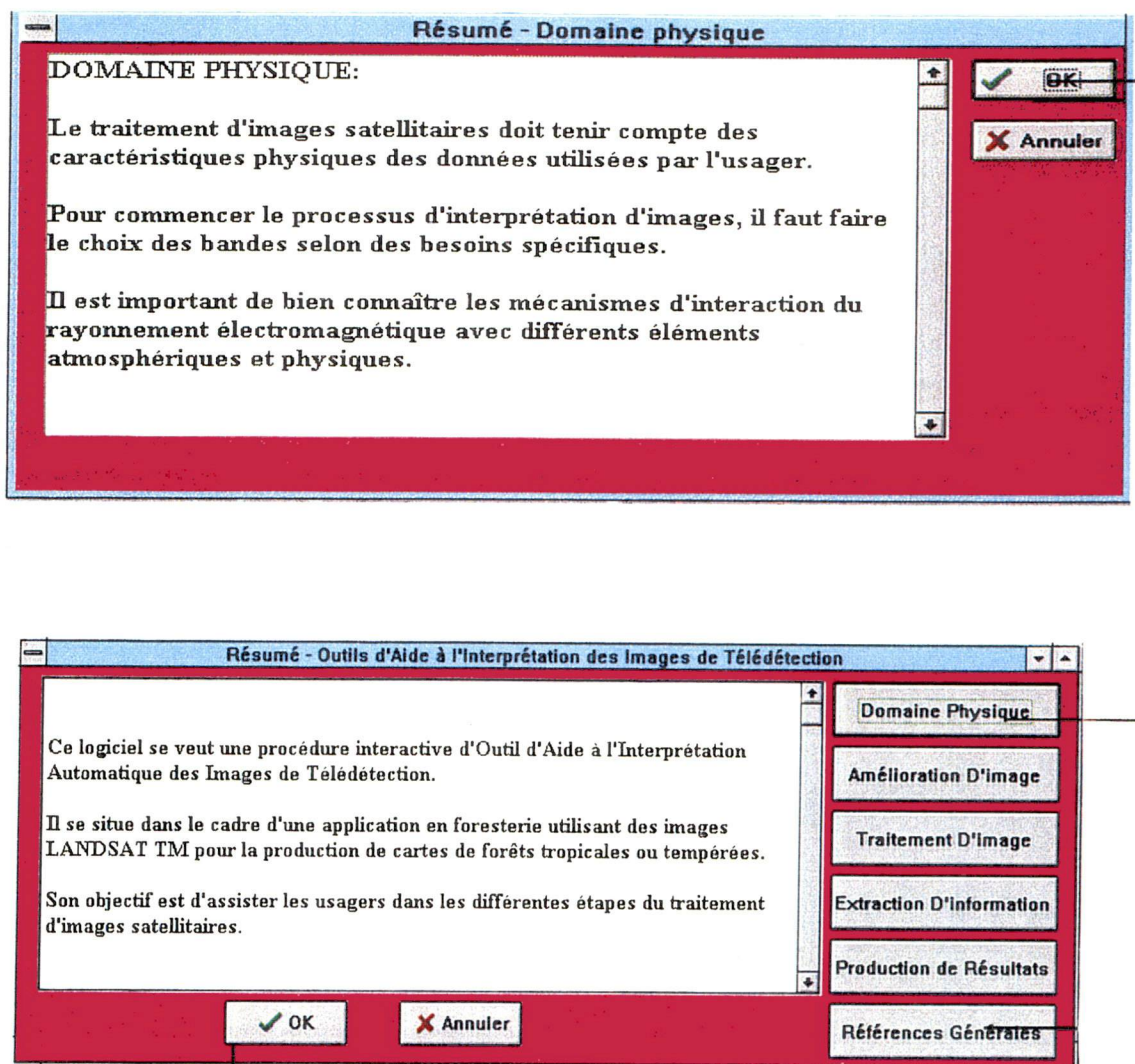 Résumé - Domaine physique
DOMAINE PHYSIQUE:
Le traitement d'images satellitaires doit tenir compte des
caractéristiques physiques des données utilisées par l'usager.
Pour commencer le processus d'interprétation d'images, il faut faire
le choix des bandes selon des besoins spécifiques.
Il est important de bien connaître les mécanismes d'interaction du
rayonnement électromagnétique avec différents éléments
atmosphériques et physiques.
OK
Annuler
Résumé - Outils d'Aide à l'Interprétation des Images de Télédétection
Ce logiciel se veut une procédure interactive d'Outil d'Aide à l'Interprétation
Automatique des Images de Télédétection.
Il se situe dans le cadre d'une application en foresterie utilisant des images
LANDSAT TM pour la production de cartes de forêts tropicales ou tempérées.
Son objectif est d'assister les usagers dans les différentes étapes du traitement
d'images satellitaires.
Domaine Physique
Amélioration D'image
Traitement D'image
Extraction D'information
Production de Résultats
Références Générales
OK
Annuler